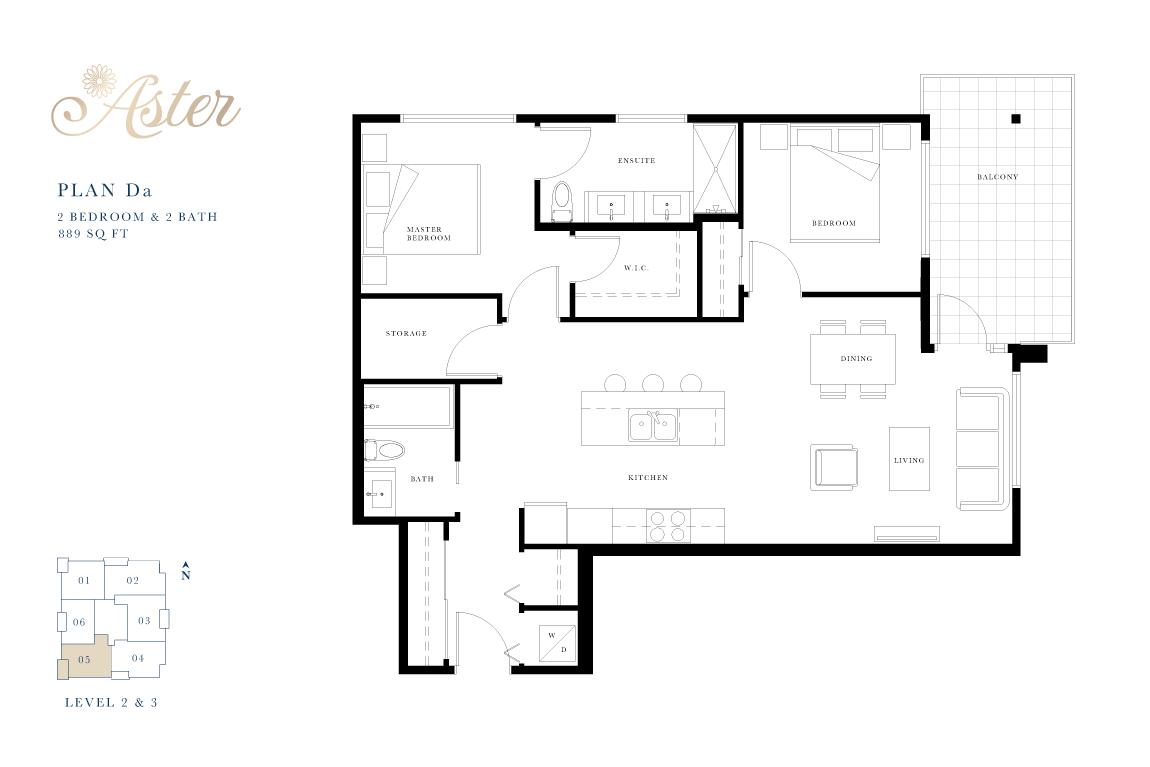 Aster
PLAN Da
2 BEDROOM & 2 BATH
889 SQ FT
BALCONY
ENSUITE
MASTER
BEDROOM
BEDROOM
W.I.C.
STORAGE
DINING
LIVING
BATH
KITCHEN
W
D
01
02
N
06
03
05
04
LEVEL 2 & 3